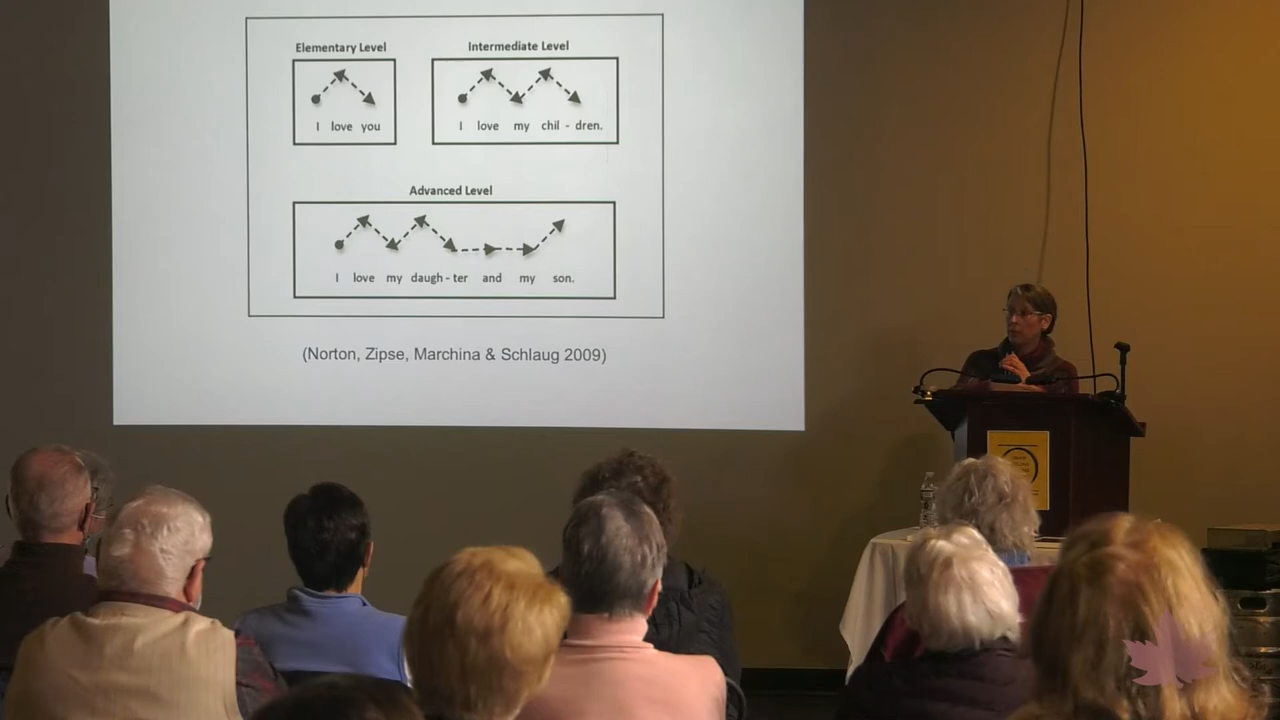 Elementary Level
Intermediate Level
I love you
I love my chil - dren.
Advanced Level
I love my daugh - ter and my son.
(Norton, Zipse, Marchina & Schlaug 2009)